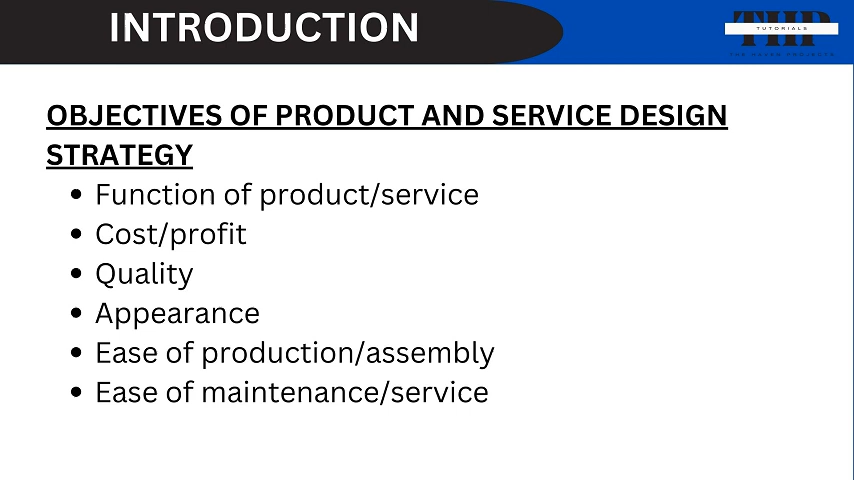 INTRODUCTION
THP
TUTORIALS
OBJECTIVES OF PRODUCT AND SERVICE DESIGN
STRATEGY
• Function of product/service
• Cost/profit
• Quality
• Appearance
• Ease of production/assembly
• Ease of maintenance/service